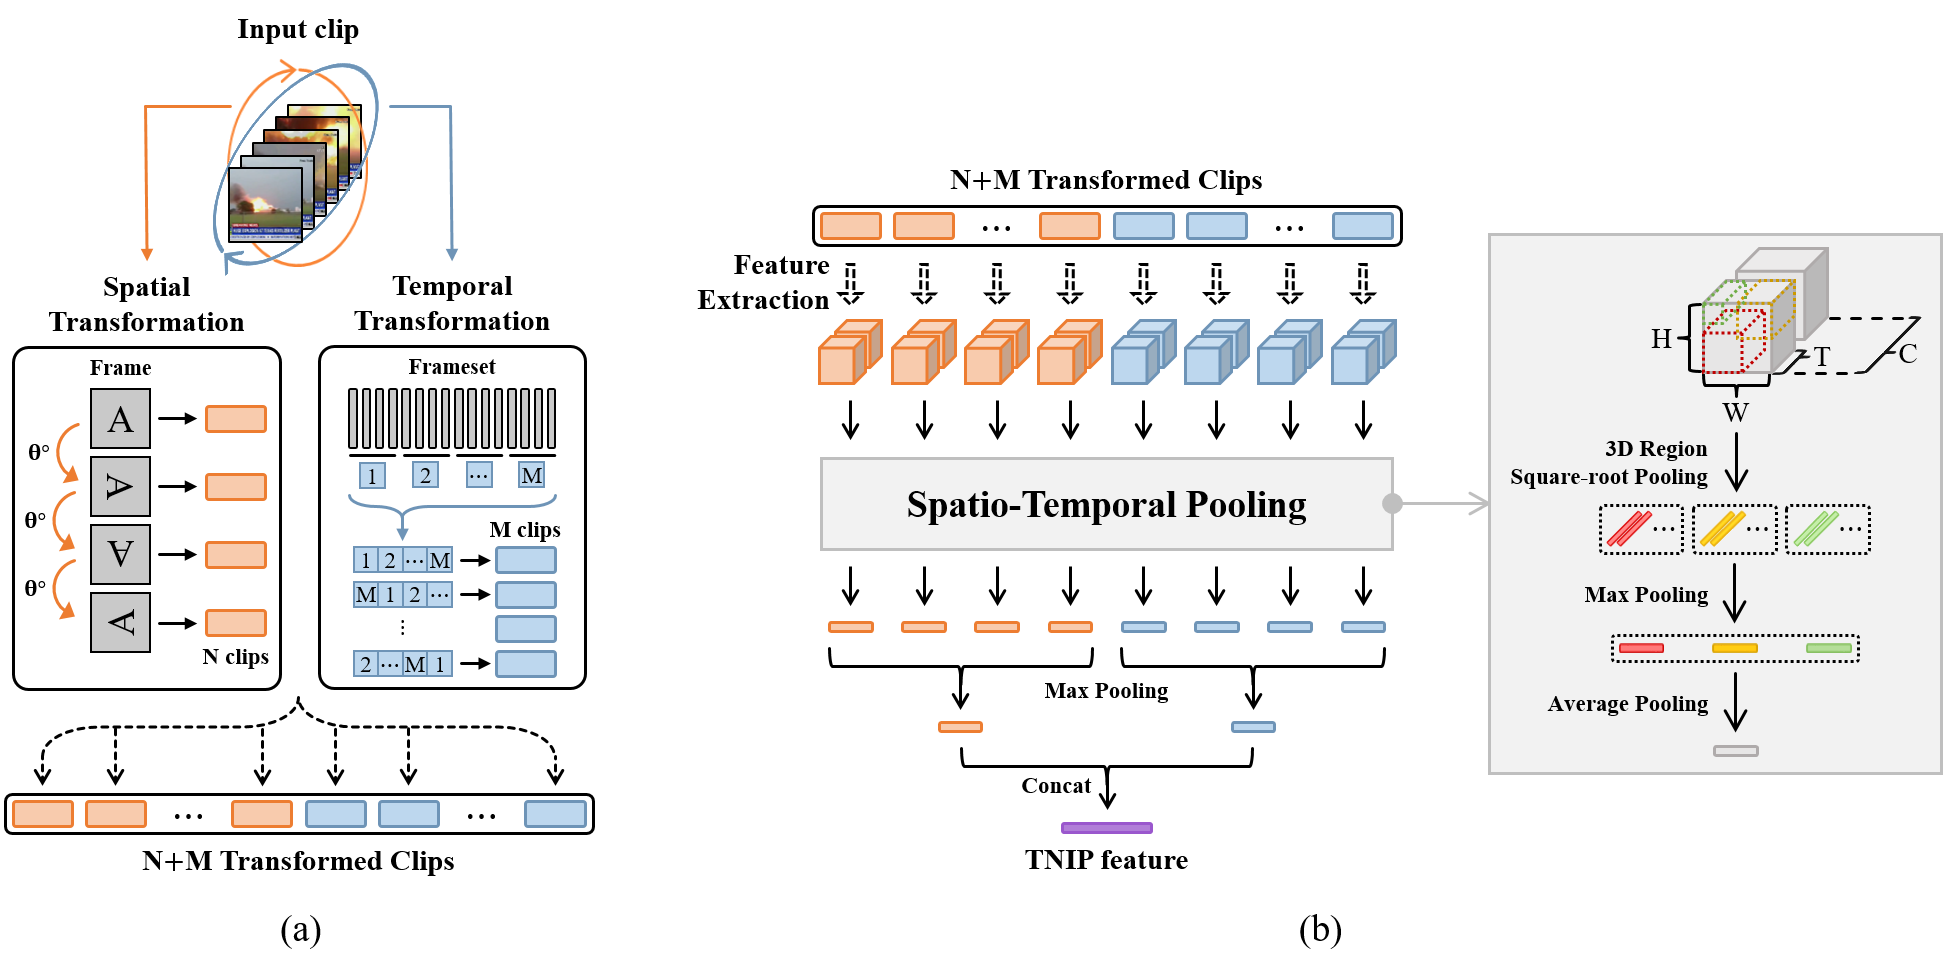 Input clip
Spatial
Transformation
Temporal
Transformation
Frame
A
θ°
A
θ°
A
θ°
A
N clips
Frameset
1 2 ... M
M clips
1 2 ... M
M 1 2 ...
⋮
2 ... M 1
... ...
N+M Transformed Clips
(a)
N+M Transformed Clips
... ...
Feature
Extraction
Spatio-Temporal Pooling
Max Pooling
Concat
TNIP feature
H
T
C
W
3D Region
Square-root Pooling
... ... ...
Max Pooling
Average Pooling
(b)